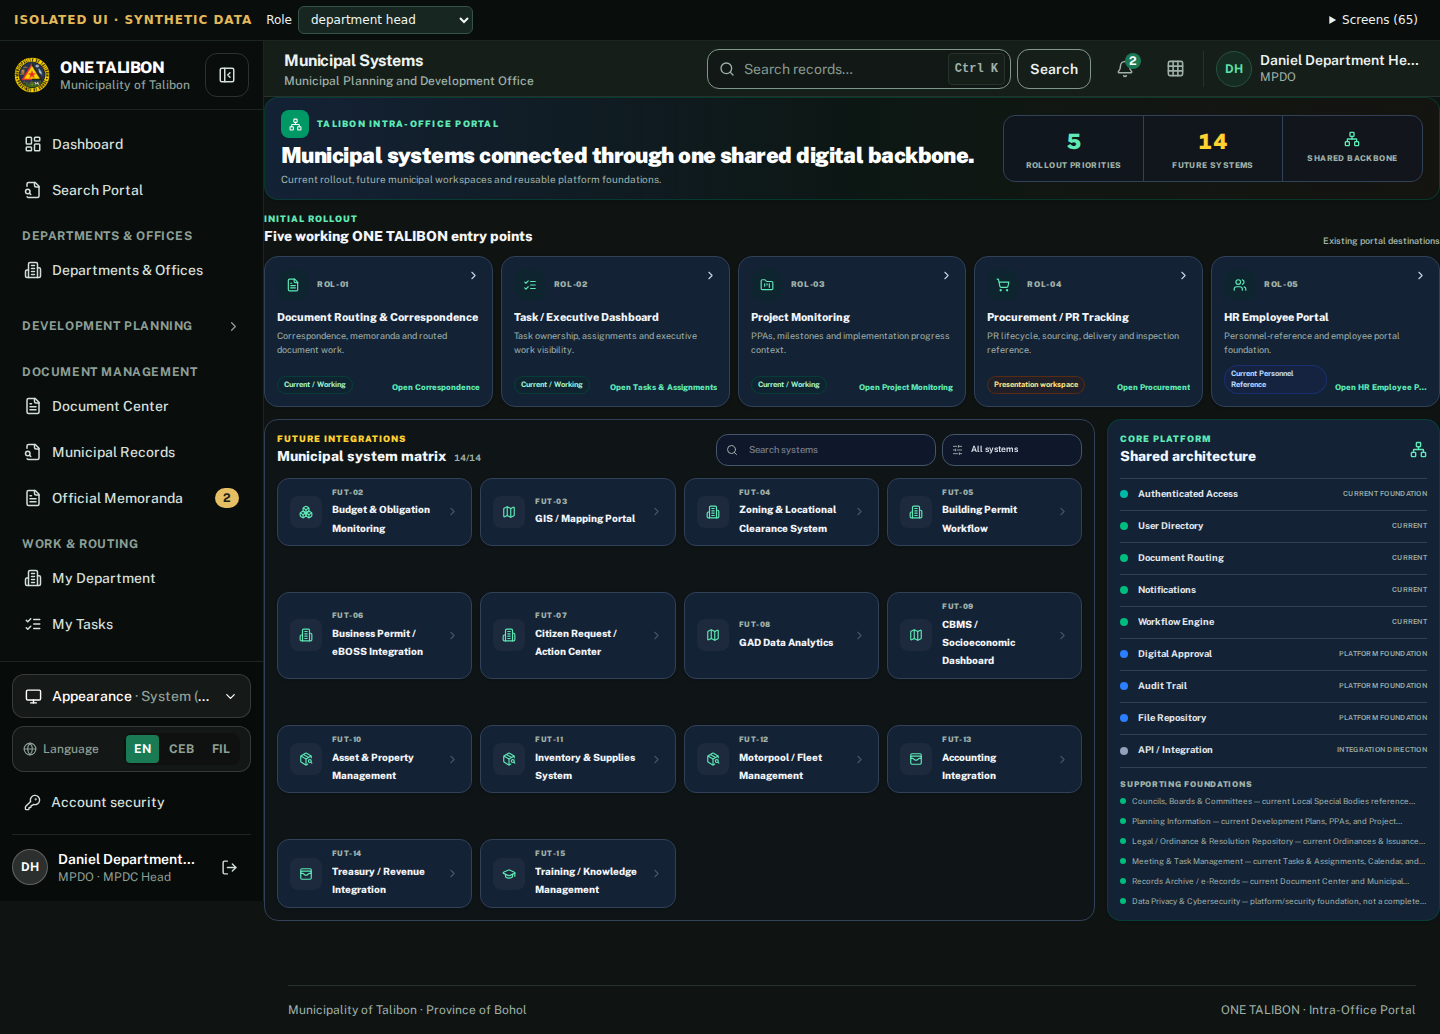 ISOLATED UI · SYNTHETIC DATA
Role
department head
Screens (65)
ONE TALIBON
Municipality of Talibon
Dashboard
Search Portal
DEPARTMENTS & OFFICES
Departments & Offices
DEVELOPMENT PLANNING
DOCUMENT MANAGEMENT
Document Center
Municipal Records
Official Memoranda
2
WORK & ROUTING
My Department
My Tasks
Appearance · System (...
Language
EN
CEB
FIL
Account security
DH
Daniel Department...
MPDO · MPDC Head
Municipal Systems
Municipal Planning and Development Office
Search records...
Ctrl K
Search
2
DH
Daniel Department He...
MPDO
TALIBON INTRA-OFFICE PORTAL
Municipal systems connected through one shared digital backbone.
Current rollout, future municipal workspaces and reusable platform foundations.
5
ROLLOUT PRIORITIES
14
FUTURE SYSTEMS
SHARED BACKBONE
INITIAL ROLLOUT
Five working ONE TALIBON entry points
Existing portal destinations
ROL-01
Document Routing & Correspondence
Correspondence, memoranda and routed
document work.
Current / Working
Open Correspondence
ROL-02
Task / Executive Dashboard
Task ownership, assignments and executive
work visibility.
Current / Working
Open Tasks & Assignments
ROL-03
Project Monitoring
PPAs, milestones and implementation progress
context.
Current / Working
Open Project Monitoring
ROL-04
Procurement / PR Tracking
PR lifecycle, sourcing, delivery and inspection
reference.
Presentation workspace
Open Procurement
ROL-05
HR Employee Portal
Personnel-reference and employee portal
foundation.
Current Personnel
Reference
Open HR Employee P...
FUTURE INTEGRATIONS
Municipal system matrix 14/14
Search systems
All systems
FUT-02
Budget & Obligation
Monitoring
FUT-03
GIS / Mapping Portal
FUT-04
Zoning & Locational
Clearance System
FUT-05
Building Permit
Workflow
FUT-06
Business Permit /
eBOSS Integration
FUT-07
Citizen Request /
Action Center
FUT-08
GAD Data Analytics
FUT-09
CBMS /
Socioeconomic
Dashboard
FUT-10
Asset & Property
Management
FUT-11
Inventory & Supplies
System
FUT-12
Motorpool / Fleet
Management
FUT-13
Accounting
Integration
FUT-14
Treasury / Revenue
Integration
FUT-15
Training / Knowledge
Management
CORE PLATFORM
Shared architecture
Authenticated Access
CURRENT FOUNDATION
User Directory
CURRENT
Document Routing
CURRENT
Notifications
CURRENT
Workflow Engine
CURRENT
Digital Approval
PLATFORM FOUNDATION
Audit Trail
PLATFORM FOUNDATION
File Repository
PLATFORM FOUNDATION
API / Integration
INTEGRATION DIRECTION
SUPPORTING FOUNDATIONS
Councils, Boards & Committees — current Local Special Bodies reference...
Planning Information — current Development Plans, PPAs, and Project...
Legal / Ordinance & Resolution Repository — current Ordinances & Issuance...
Meeting & Task Management — current Tasks & Assignments, Calendar, and...
Records Archive / e-Records — current Document Center and Municipal...
Data Privacy & Cybersecurity — platform/security foundation, not a complete...
Municipality of Talibon · Province of Bohol
ONE TALIBON · Intra-Office Portal